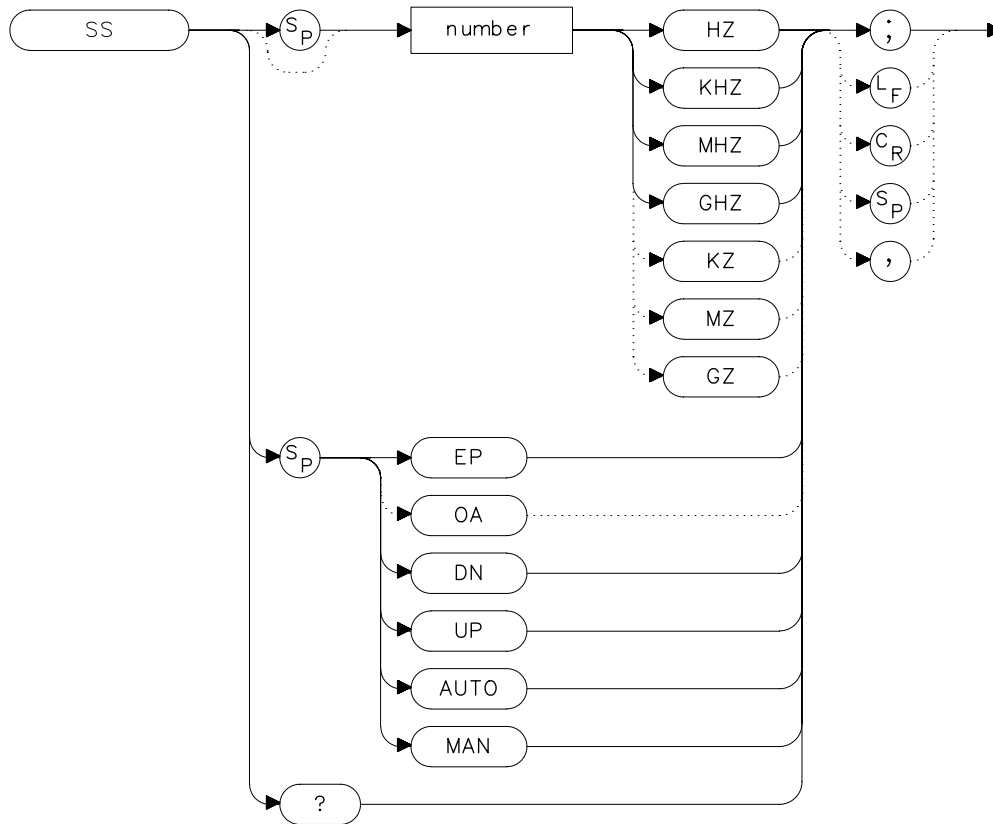 SS
SP
number
HZ
KHZ
MHZ
GHZ
KZ
MZ
GZ
;
LF
CR
SP
,
SP
EP
OA
DN
UP
AUTO
MAN
?